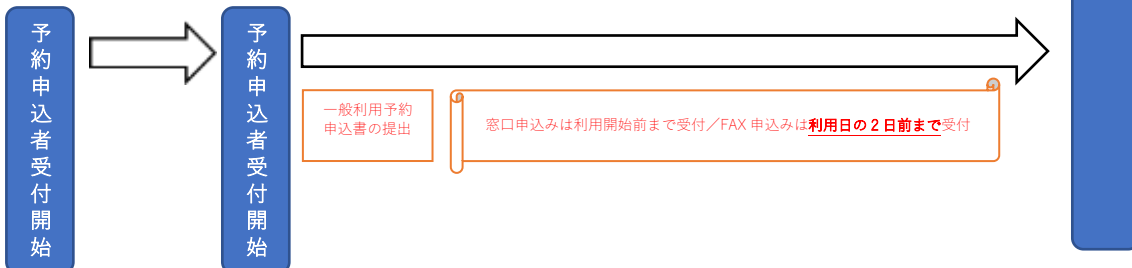 予約申込者受付開始
予約申込者受付開始
一般利用予約
申込書の提出
窓口申込みは利用開始前まで受付／FAX 申込みは利用日の２日前まで受付